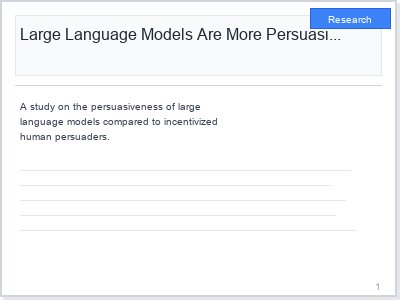 Research
Large Language Models Are More Persuasi...
A study on the persuasiveness of large
language models compared to incentivized
human persuaders.
1